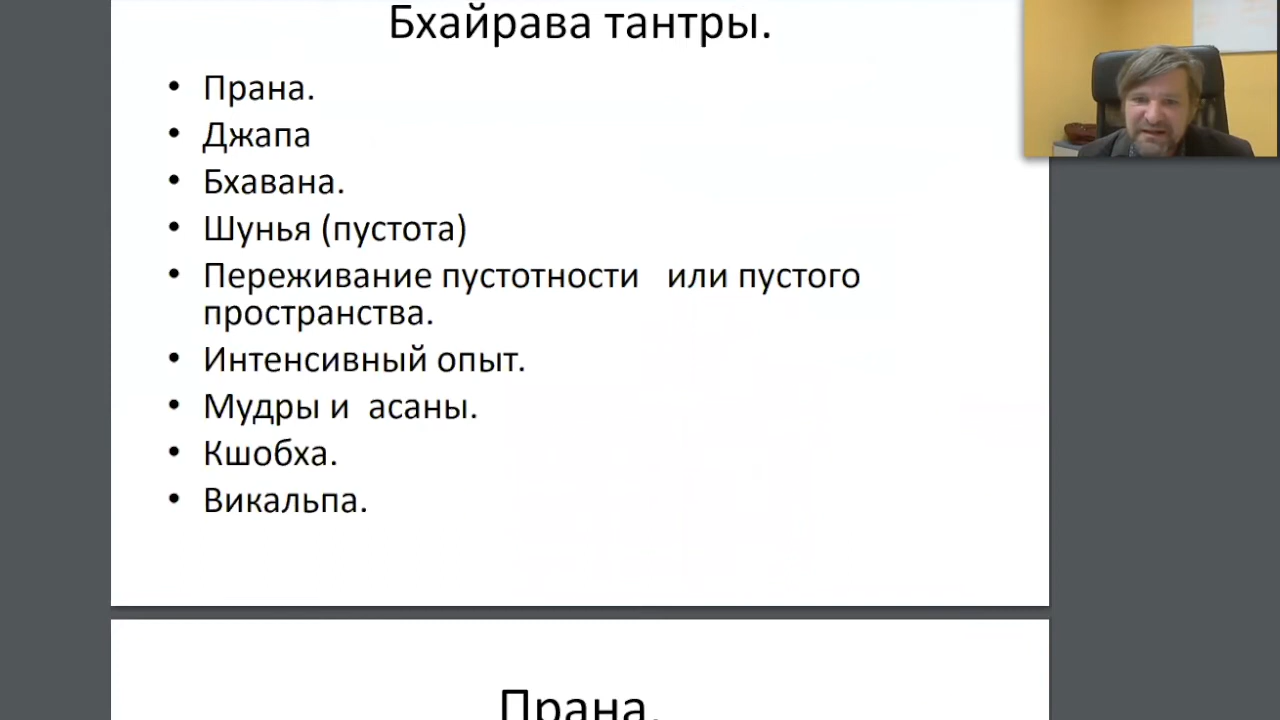 Бхайрава тантры.
• Прана.
• Джапа
• Бхавана.
• Шунья (пустота)
• Переживание пустотности или пустого
пространства.
• Интенсивный опыт.
• Мудры и асаны.
• Кшобха.
• Викальпа.
Прана.